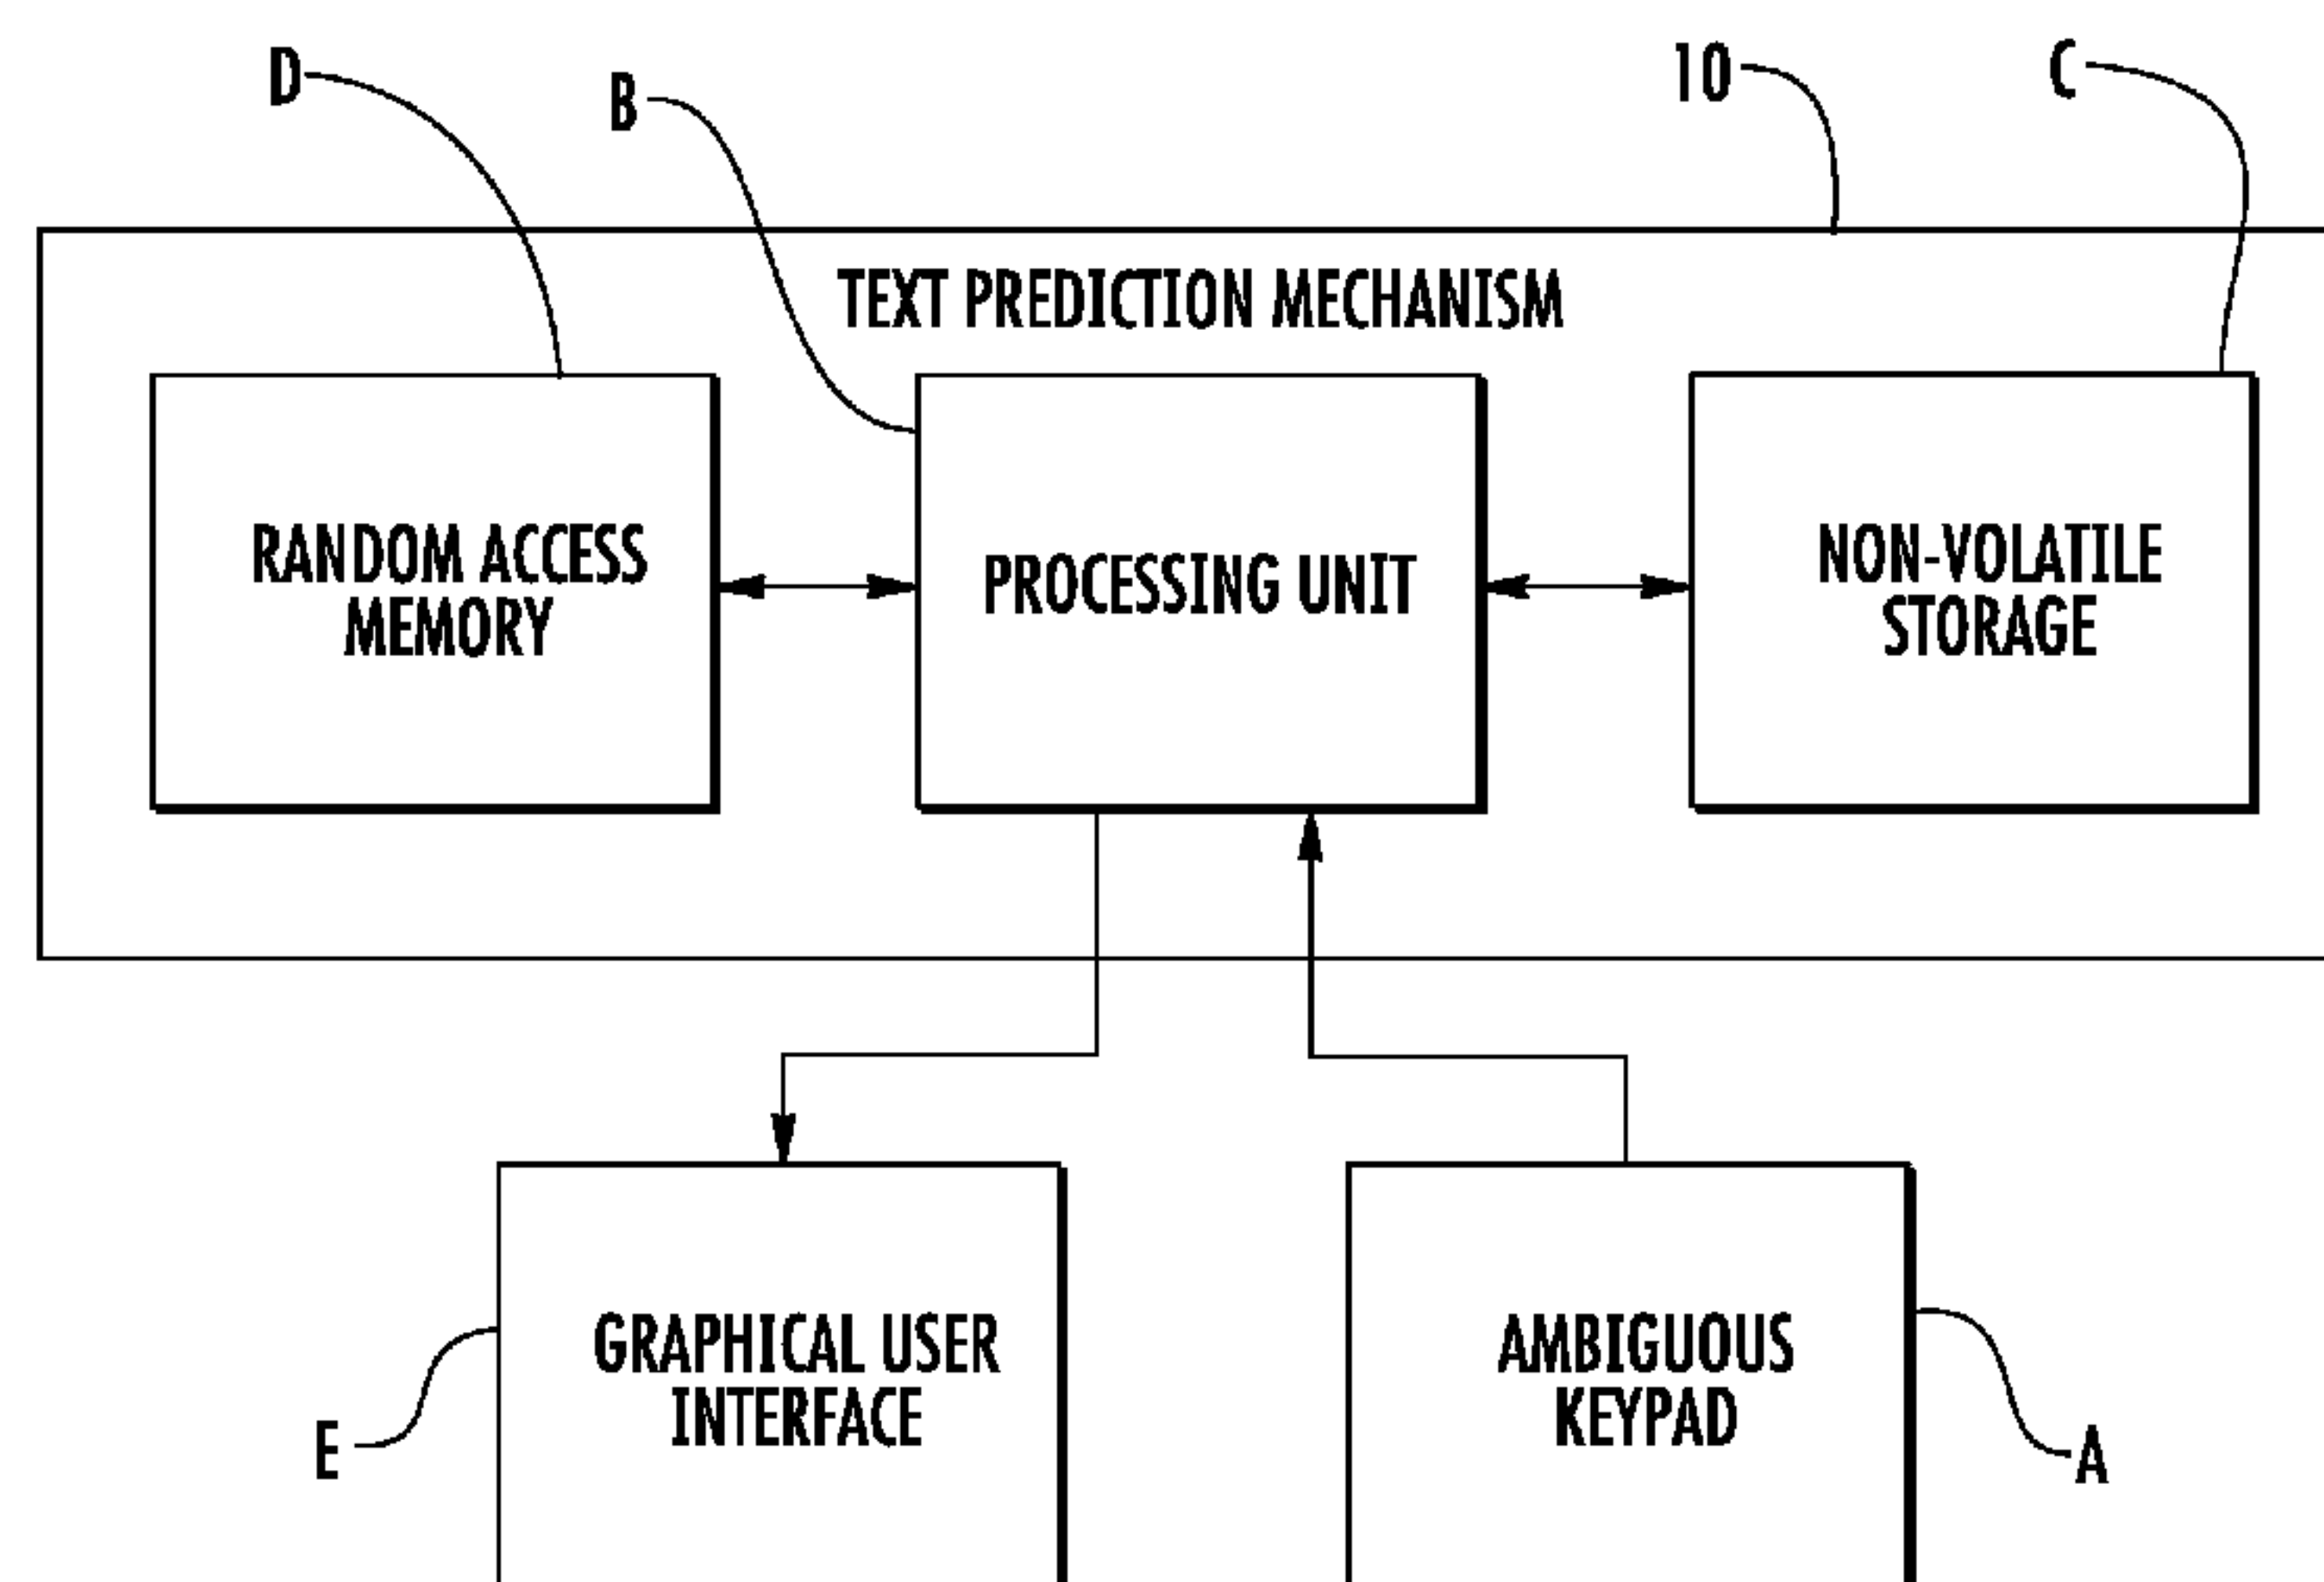 D
B
10
C
TEXT PREDICTION MECHANISM
RANDOM ACCESS
MEMORY
PROCESSING UNIT
NON-VOLATILE
STORAGE
GRAPHICAL USER
INTERFACE
AMBIGUOUS
KEYPAD
E
A